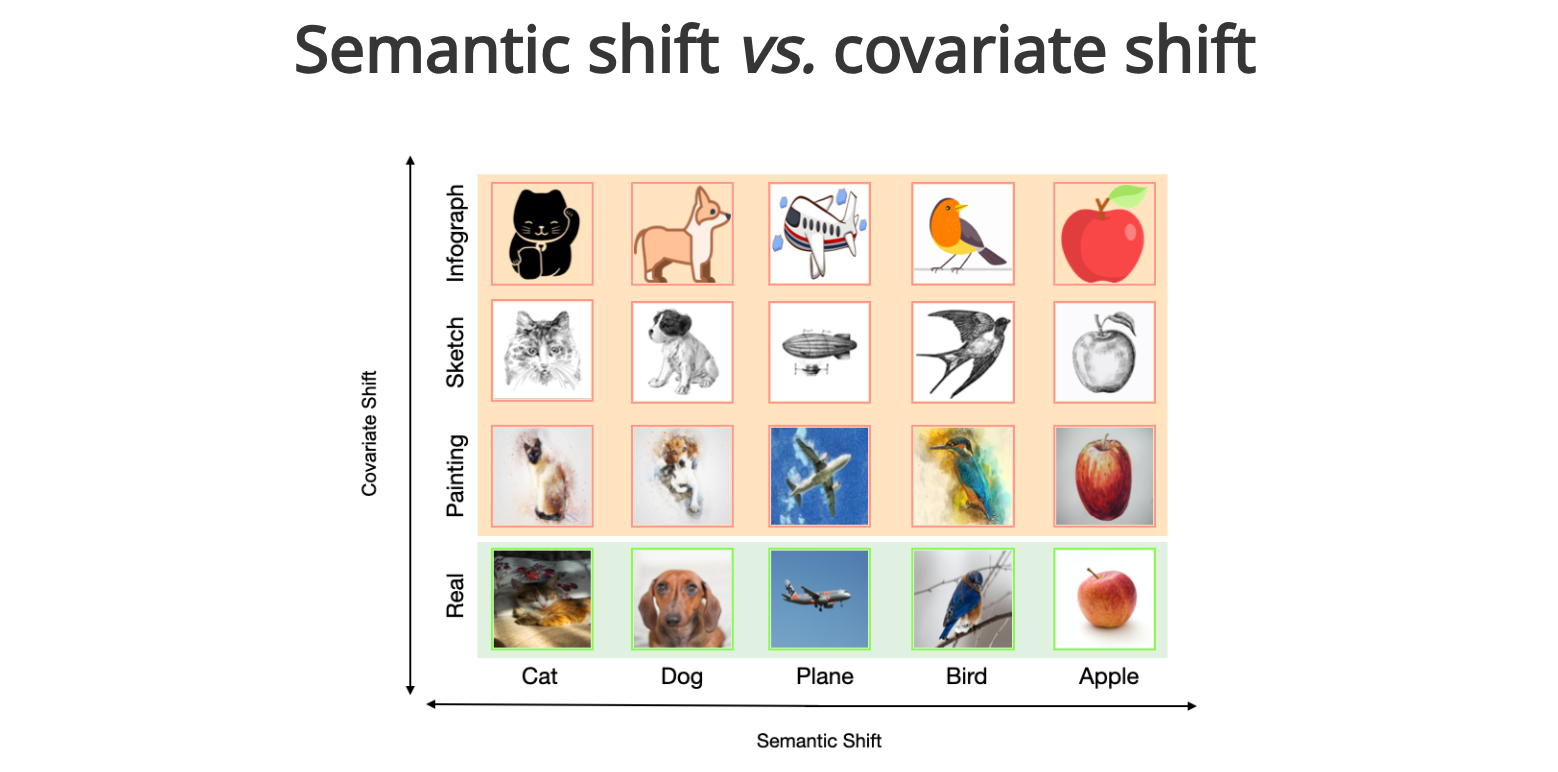 Semantic shift vs. covariate shift
Covariate Shift
Infograph
Sketch
Painting
Real
Cat Dog Plane Bird Apple
Semantic Shift